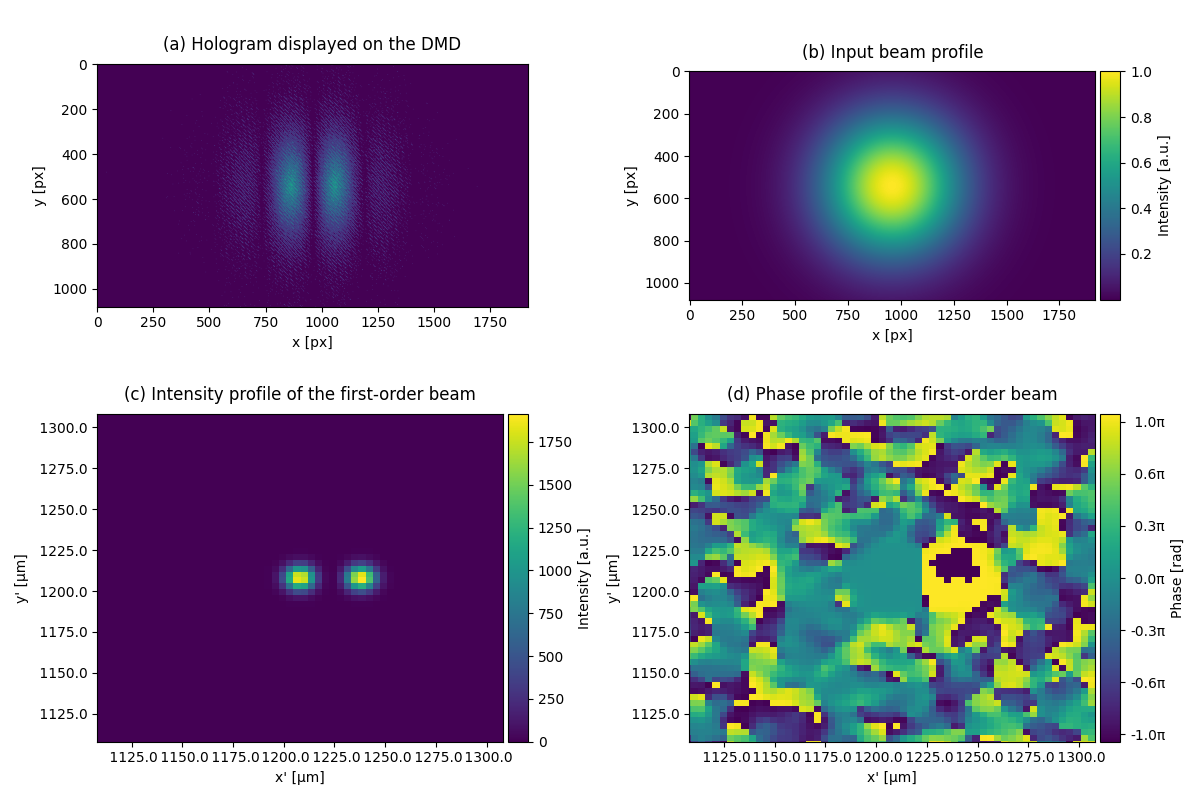 (a) Hologram displayed on the DMD
0
200
400
600
800
1000
y [px]
0 250 500 750 1000 1250 1500 1750
x [px]
(b) Input beam profile
0
200
400
600
800
1000
y [px]
0 250 500 750 1000 1250 1500 1750
x [px]
1.0
0.8
0.6
0.4
0.2
Intensity [a.u.]
(c) Intensity profile of the first-order beam
1300.0
1275.0
1250.0
1225.0
1200.0
1175.0
1150.0
1125.0
y' [μm]
1125.0 1150.0 1175.0 1200.0 1225.0 1250.0 1275.0 1300.0
x' [μm]
1750
1500
1250
1000
750
500
250
0
Intensity [a.u.]
(d) Phase profile of the first-order beam
1300.0
1275.0
1250.0
1225.0
1200.0
1175.0
1150.0
1125.0
y' [μm]
1125.0 1150.0 1175.0 1200.0 1225.0 1250.0 1275.0 1300.0
x' [μm]
1.0π
0.6π
0.3π
0.0π
-0.3π
-0.6π
-1.0π
Phase [rad]